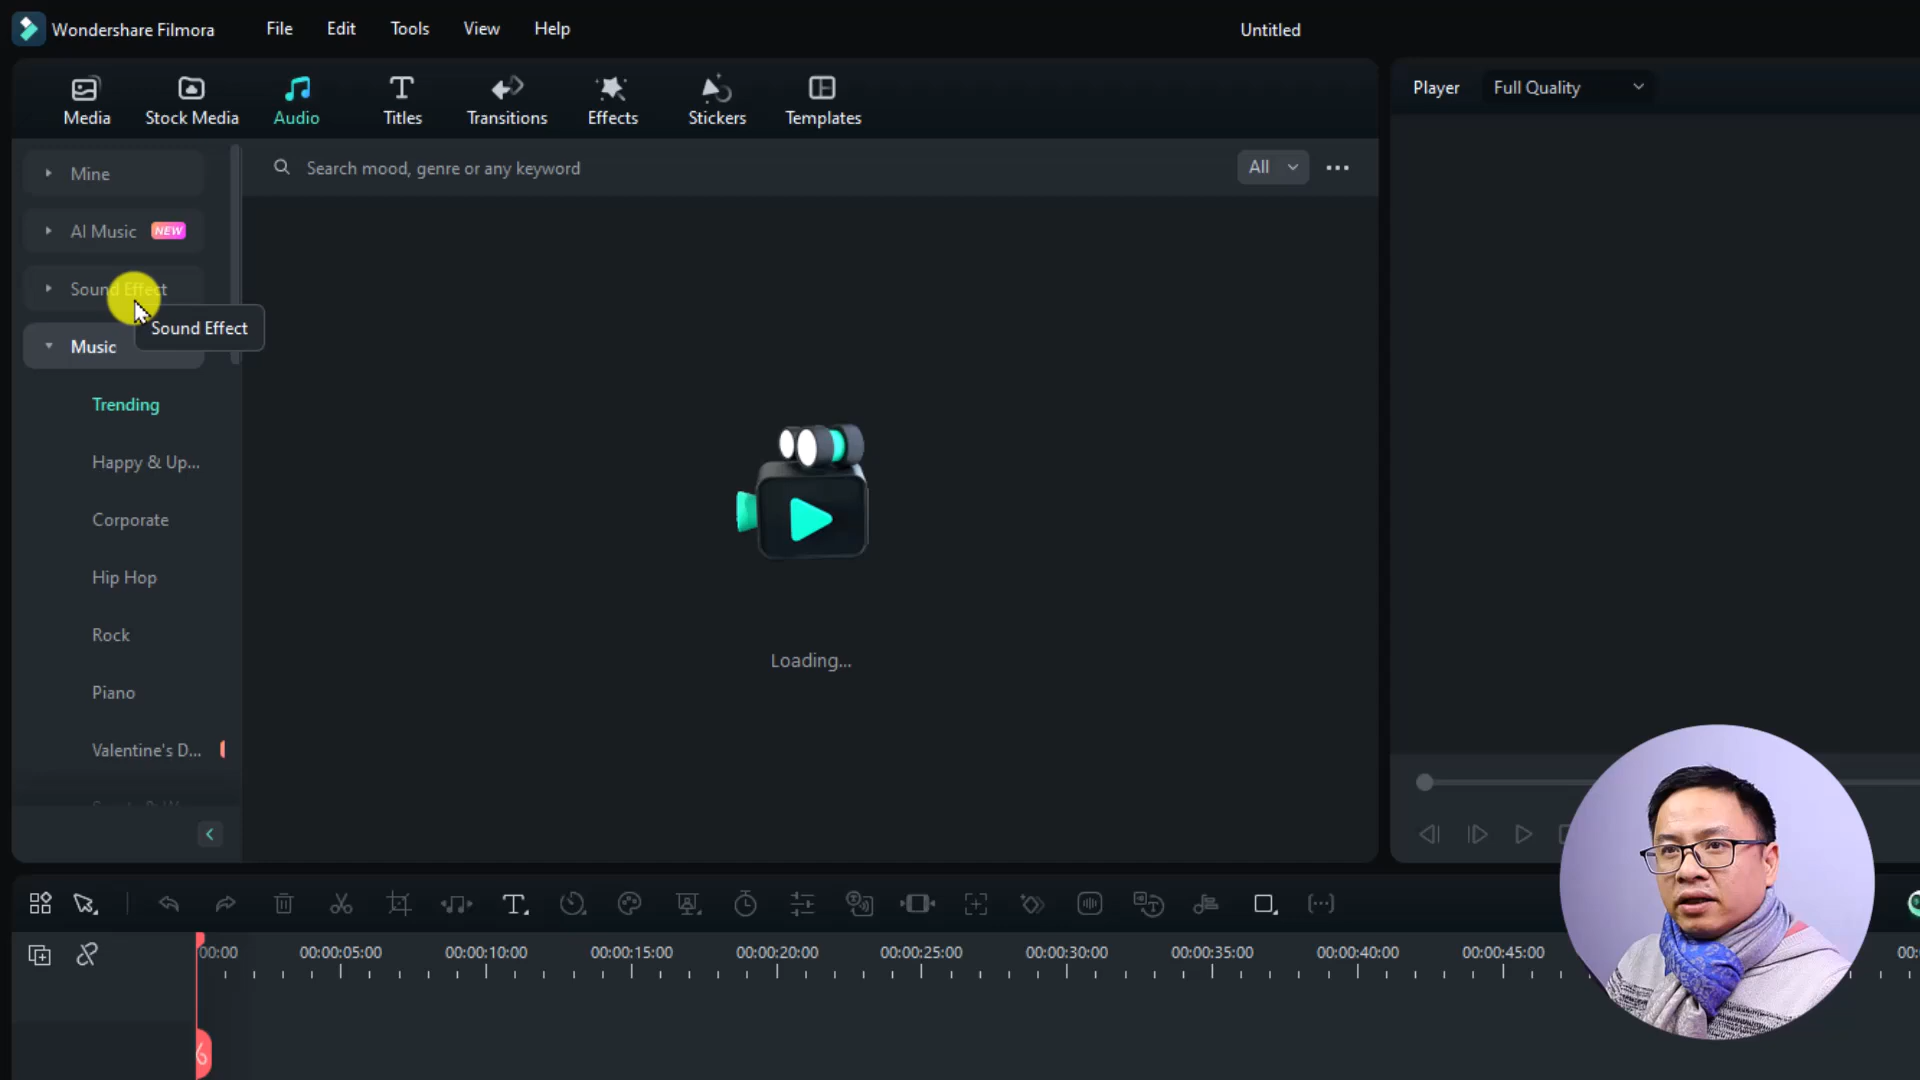 Wondershare Filmora File Edit Tools View Help Untitled
Media Stock Media Audio Titles Transitions Effects Stickers Templates
Player Full Quality
Mine
Search mood, genre or any keyword All
AI Music NEW
Sound Effect
Sound Effect
Music
Trending
Happy & Up...
Corporate
Hip Hop
Rock
Piano
Valentine's D...
Loading...
00:00 00:00:05:00 00:00:10:00 00:00:15:00 00:00:20:00 00:00:25:00 00:00:30:00 00:00:35:00 00:00:40:00 00:00:45:00 00: